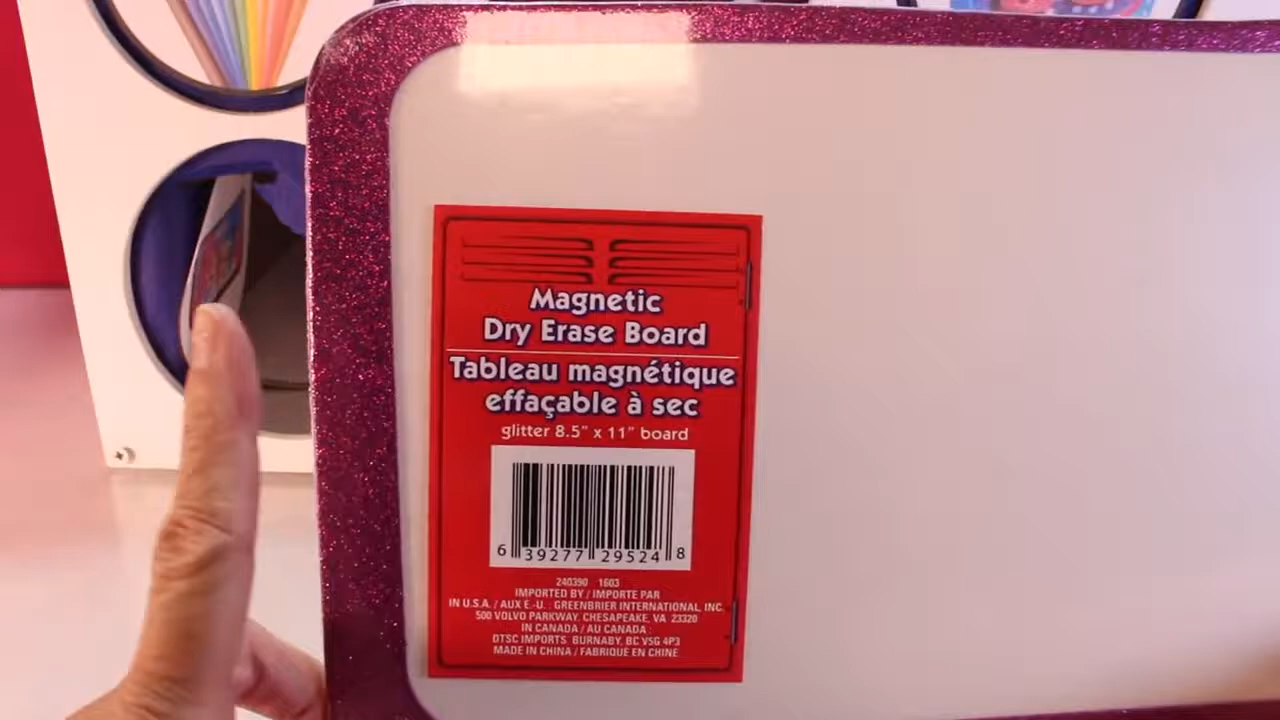 Magnetic
Dry Erase Board
Tableau magnétique
effaçable à sec
glitter 8.5" x 11" board
6 39277 29524 8
240390 1603
IMPORTED BY / IMPORTE PAR
IN U.S.A. / AUX E.-U. : GREENBRIER INTERNATIONAL, INC.
500 VOLVO PARKWAY, CHESAPEAKE, VA 23320
IN CANADA / AU CANADA :
DTSC IMPORTS BURNABY, BC V5G 4P3
MADE IN CHINA / FABRIQUÉ EN CHINE